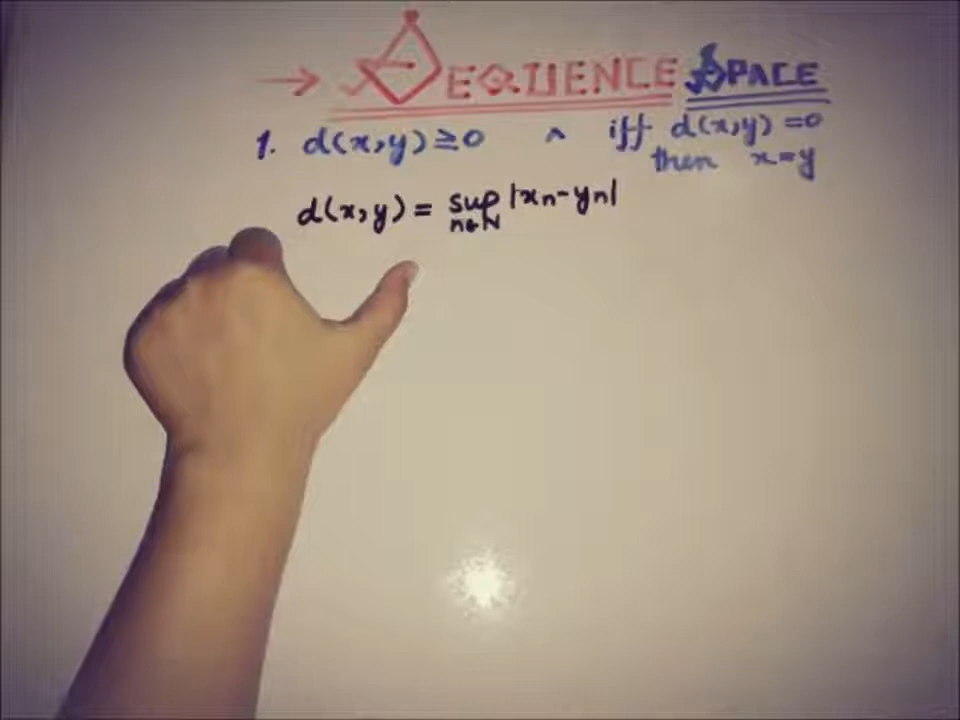 → SEQUENCE SPACE
1. d(x,y) ≥ 0 ^ iff d(x,y) = 0
then x = y
d(x,y) = sup |xn - yn|
n∈N